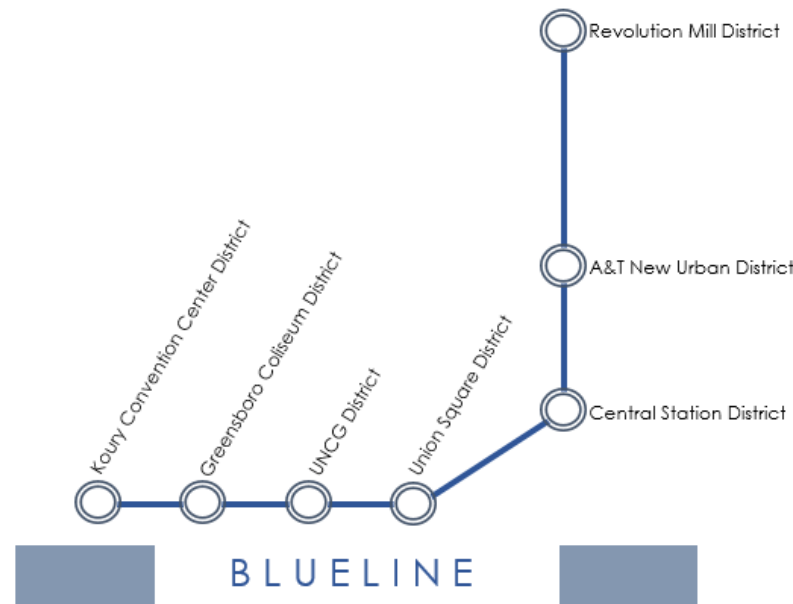 Revolution Mill District
A&T New Urban District
Central Station District
Koury Convention Center District
Greensboro Coliseum District
UNCG District
Union Square District
BLUELINE